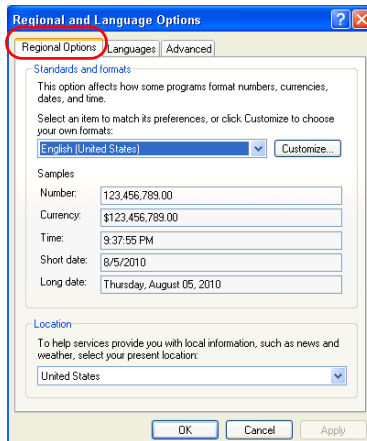 Regional and Language Options
Regional Options Languages Advanced
Standards and formats
This option affects how some programs format numbers, currencies,
dates, and time.
Select an item to match its preferences, or click Customize to choose
your own formats:
English (United States) Customize...
Samples
Number: 123,456,789.00
Currency: $123,456,789.00
Time: 9:37:55 PM
Short date: 8/5/2010
Long date: Thursday, August 05, 2010
Location
To help services provide you with local information, such as news and
weather, select your present location:
United States
OK Cancel Apply